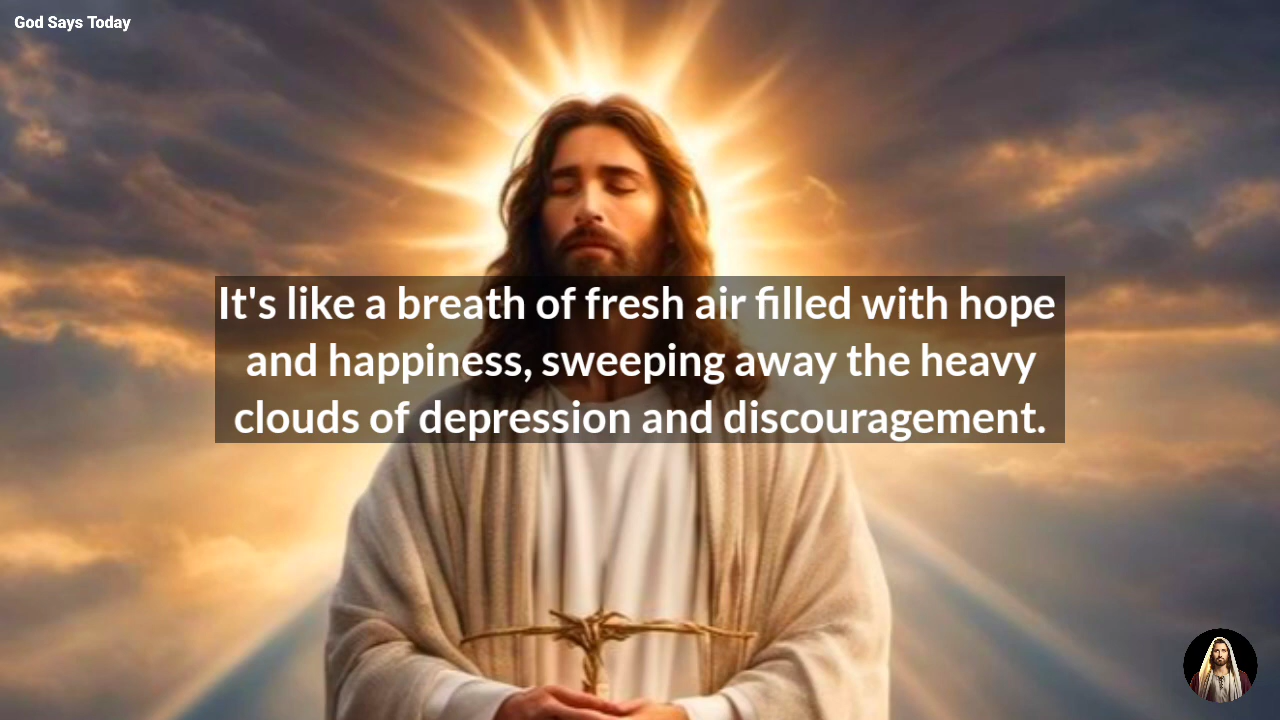 God Says Today
It's like a breath of fresh air filled with hope
and happiness, sweeping away the heavy
clouds of depression and discouragement.